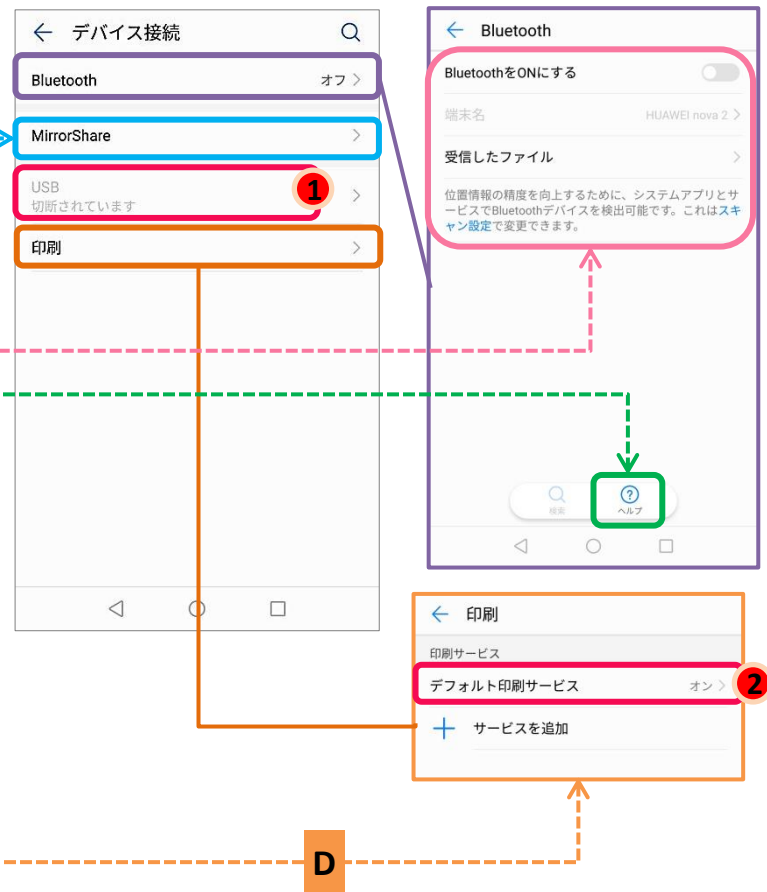 デバイス接続
Bluetooth
オフ
MirrorShare
USB
切断されています
1
印刷
Bluetooth
BluetoothをONにする
端末名
HUAWEI nova 2
受信したファイル
位置情報の精度を向上するために、システムアプリとサ
ービスでBluetoothデバイスを検出可能です。これはスキ
ャン設定で変更できます。
検索
ヘルプ
印刷
印刷サービス
デフォルト印刷サービス
オン
2
サービスを追加
D